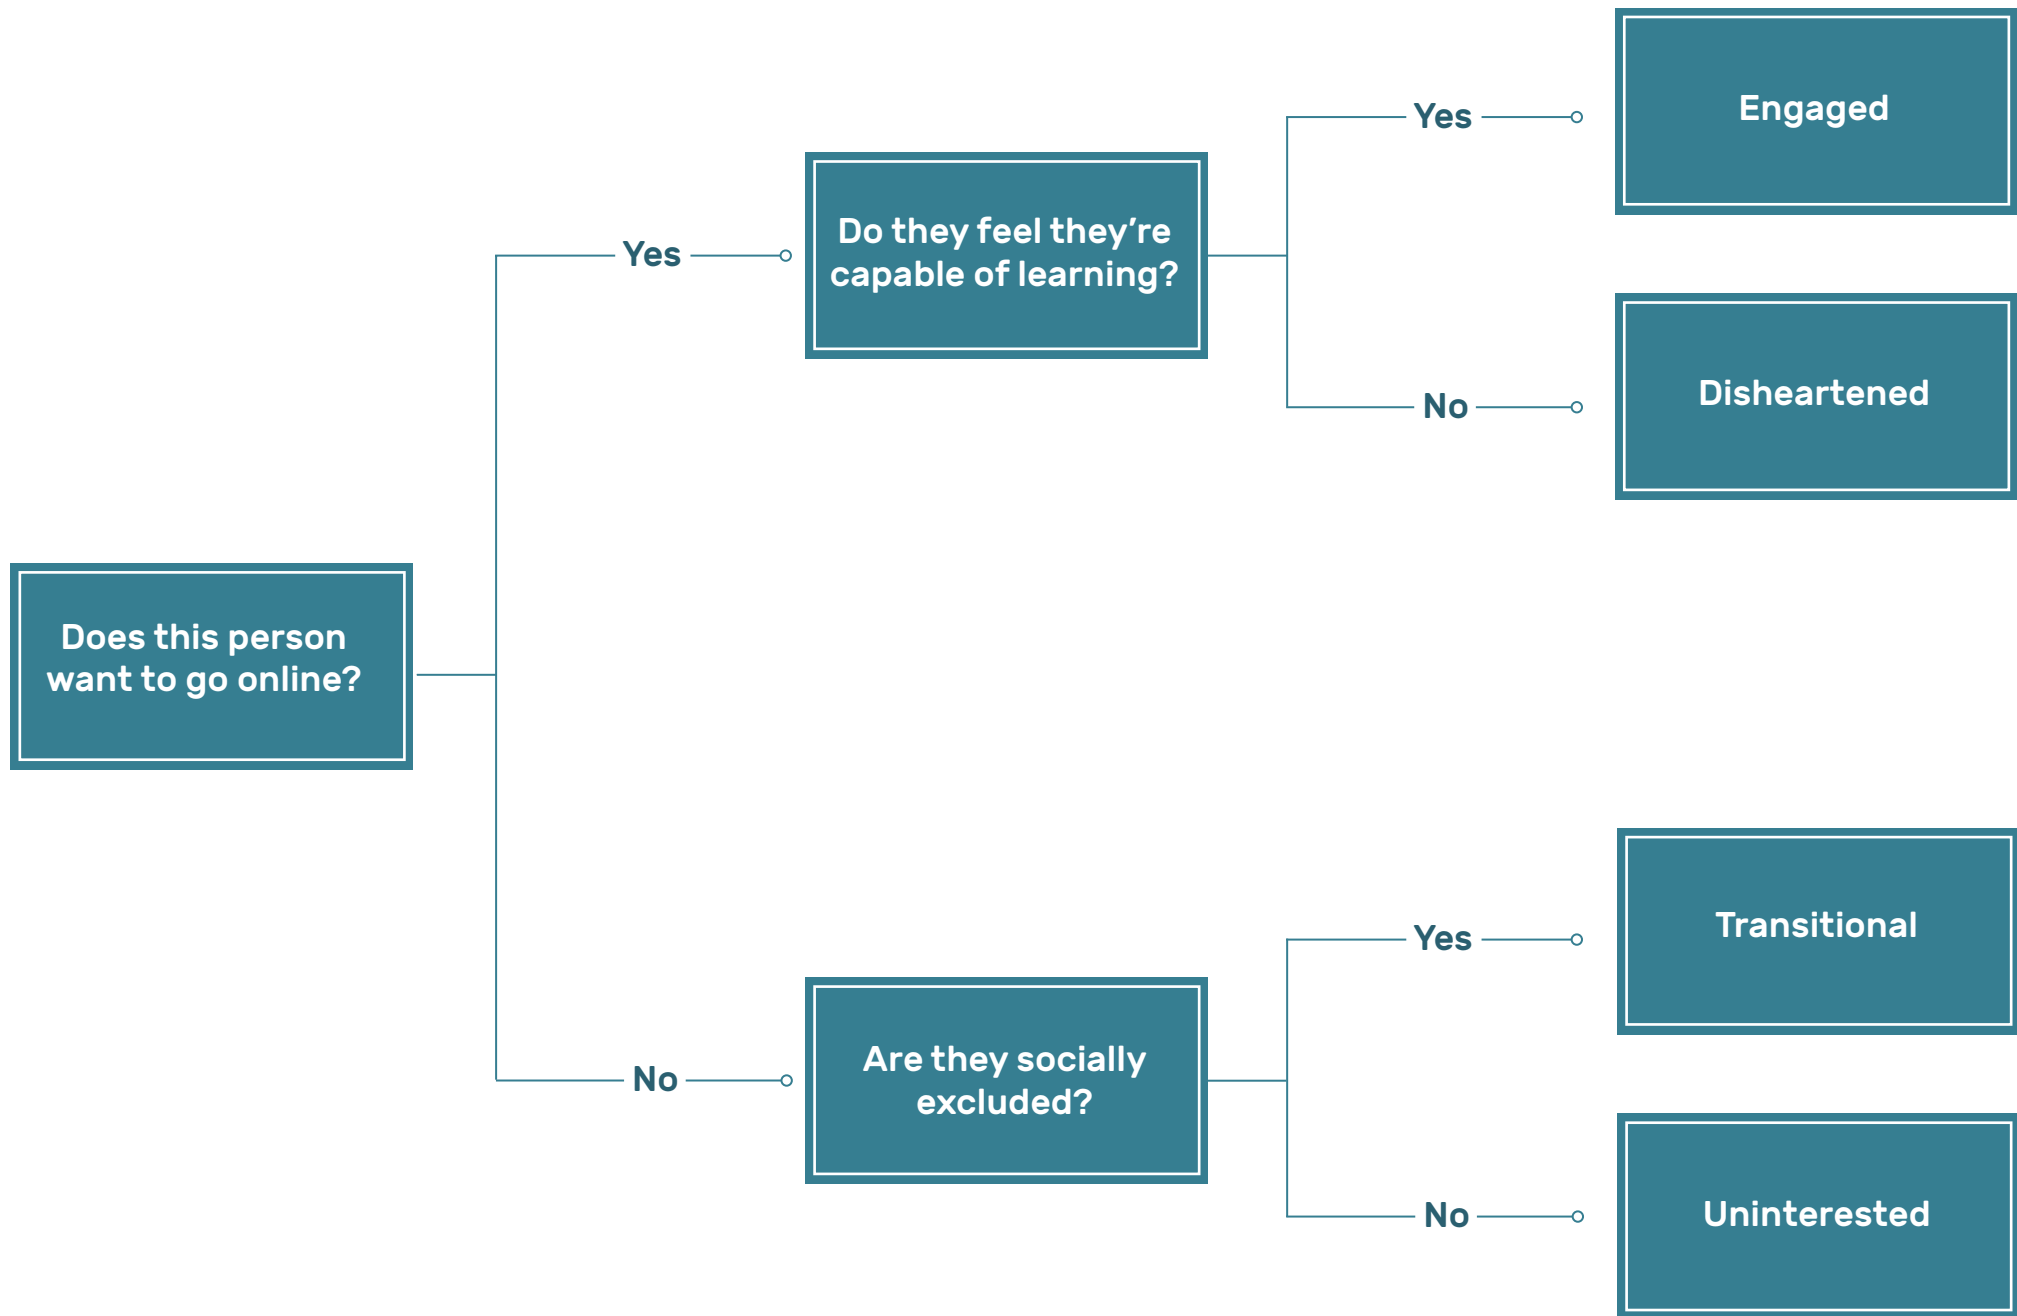 Does this person
want to go online?
Yes
Do they feel they’re
capable of learning?
Yes
Engaged
No
Disheartened
No
Are they socially
excluded?
Yes
Transitional
No
Uninterested